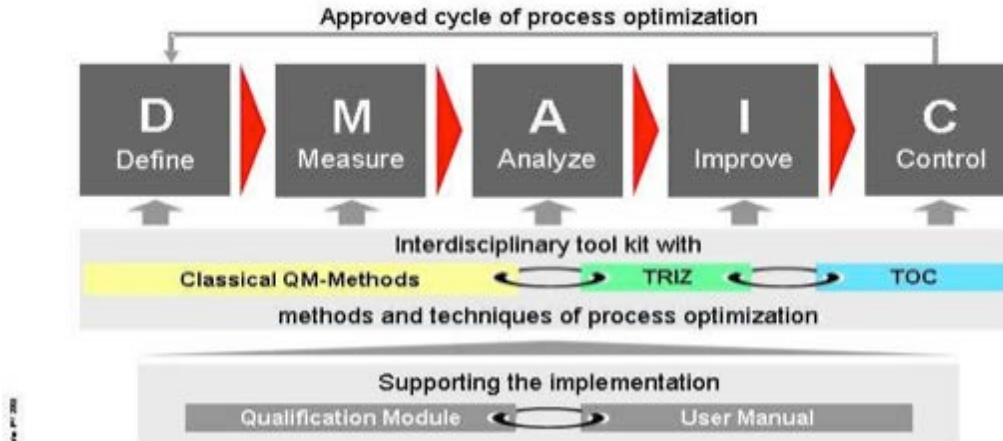 Approved cycle of process optimization
D M A I C
Define Measure Analyze Improve Control
Interdisciplinary tool kit with
Classical QM-Methods TRIZ TOC
methods and techniques of process optimization
Supporting the implementation
Qualification Module User Manual